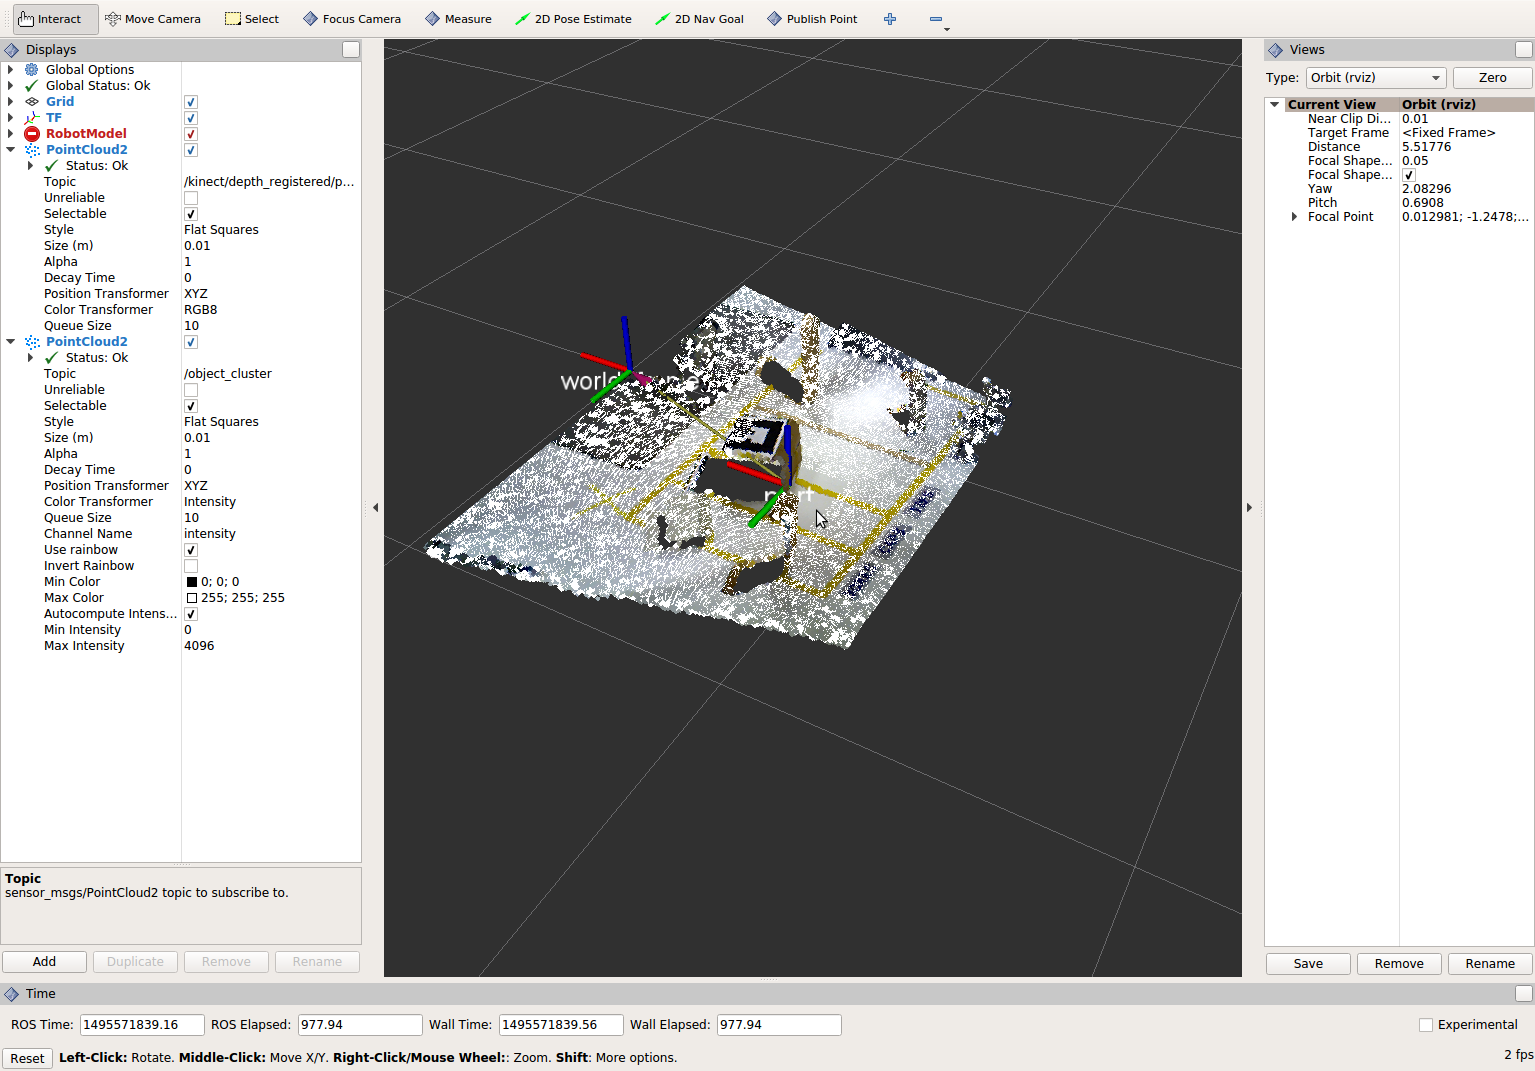 Interact Move Camera Select Focus Camera Measure 2D Pose Estimate 2D Nav Goal Publish Point
Displays
Global Options
Global Status: Ok
Grid
TF
RobotModel
PointCloud2
Status: Ok
Topic /kinect/depth_registered/p...
Unreliable
Selectable
Style Flat Squares
Size (m) 0.01
Alpha 1
Decay Time 0
Position Transformer XYZ
Color Transformer RGB8
Queue Size 10
PointCloud2
Status: Ok
Topic /object_cluster
Unreliable
Selectable
Style Flat Squares
Size (m) 0.01
Alpha 1
Decay Time 0
Position Transformer XYZ
Color Transformer Intensity
Queue Size 10
Channel Name intensity
Use rainbow
Invert Rainbow
Min Color 0; 0; 0
Max Color 255; 255; 255
Autocompute Intens...
Min Intensity 0
Max Intensity 4096
Topic
sensor_msgs/PointCloud2 topic to subscribe to.
Add Duplicate Remove Rename
Views
Type: Orbit (rviz) Zero
Current View Orbit (rviz)
Near Clip Di... 0.01
Target Frame <Fixed Frame>
Distance 5.51776
Focal Shape... 0.05
Focal Shape...
Yaw 2.08296
Pitch 0.6908
Focal Point 0.012981; -1.2478;...
Save Remove Rename
Time
ROS Time: 1495571839.16 ROS Elapsed: 977.94 Wall Time: 1495571839.56 Wall Elapsed: 977.94 Experimental
Reset Left-Click: Rotate. Middle-Click: Move X/Y. Right-Click/Mouse Wheel:: Zoom. Shift: More options. 2 fps